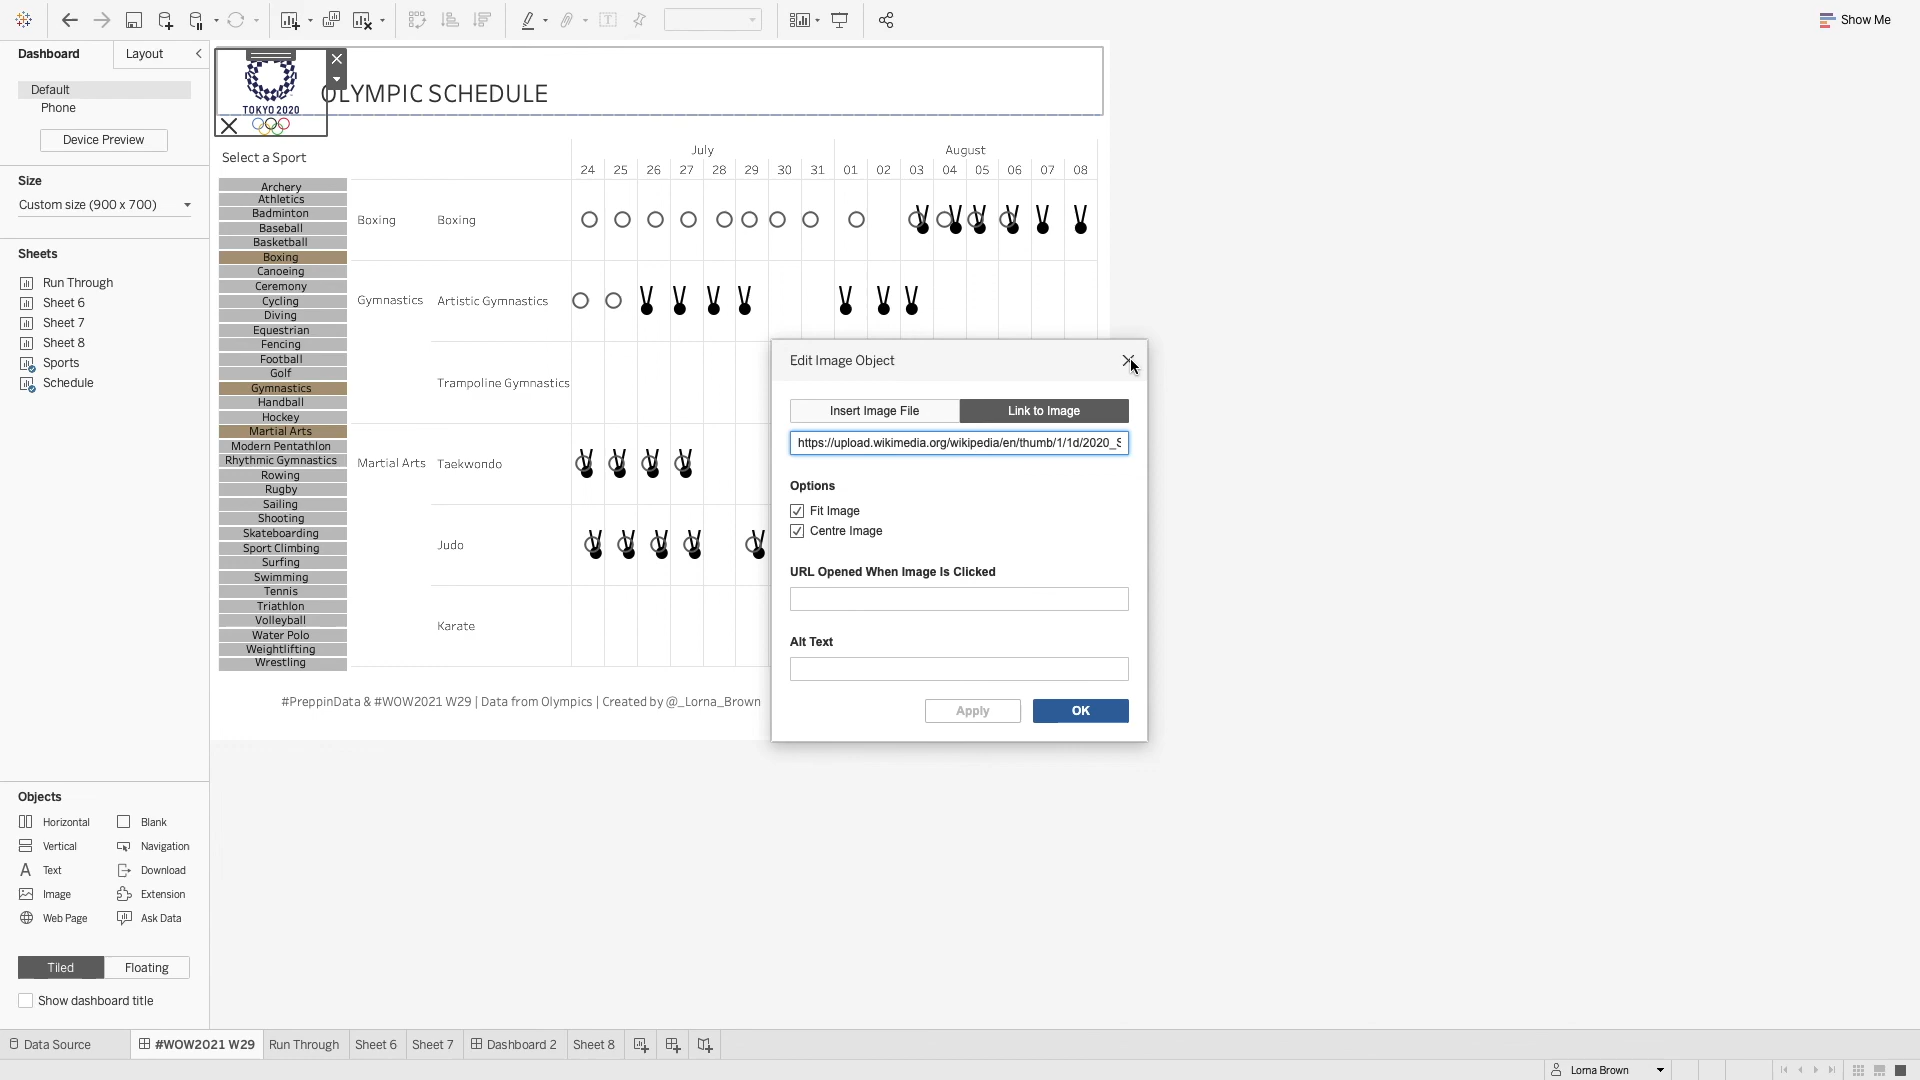 Show Me
Dashboard
Layout
Default
Phone
Device Preview
Size
Custom size (900 x 700)
Sheets
Run Through
Sheet 6
Sheet 7
Sheet 8
Sports
Schedule
Objects
Horizontal
Blank
Vertical
Navigation
Text
Download
Image
Extension
Web Page
Ask Data
Tiled
Floating
Show dashboard title
TOKYO 2020
OLYMPIC SCHEDULE
Select a Sport
Archery
Athletics
Badminton
Baseball
Basketball
Boxing
Canoeing
Ceremony
Cycling
Diving
Equestrian
Fencing
Football
Golf
Gymnastics
Handball
Hockey
Martial Arts
Modern Pentathlon
Rhythmic Gymnastics
Rowing
Rugby
Sailing
Shooting
Skateboarding
Sport Climbing
Surfing
Swimming
Tennis
Triathlon
Volleyball
Water Polo
Weightlifting
Wrestling
July
August
24 25 26 27 28 29 30 31 01 02 03 04 05 06 07 08
Boxing Boxing
Gymnastics Artistic Gymnastics
Trampoline Gymnastics
Martial Arts Taekwondo
Judo
Karate
#PreppinData & #WOW2021 W29 | Data from Olympics | Created by @_Lorna_Brown
Edit Image Object
Insert Image File
Link to Image
https://upload.wikimedia.org/wikipedia/en/thumb/1/1d/2020_S
Options
Fit Image
Centre Image
URL Opened When Image Is Clicked
Alt Text
Apply
OK
Data Source
#WOW2021 W29
Run Through
Sheet 6
Sheet 7
Dashboard 2
Sheet 8
Lorna Brown